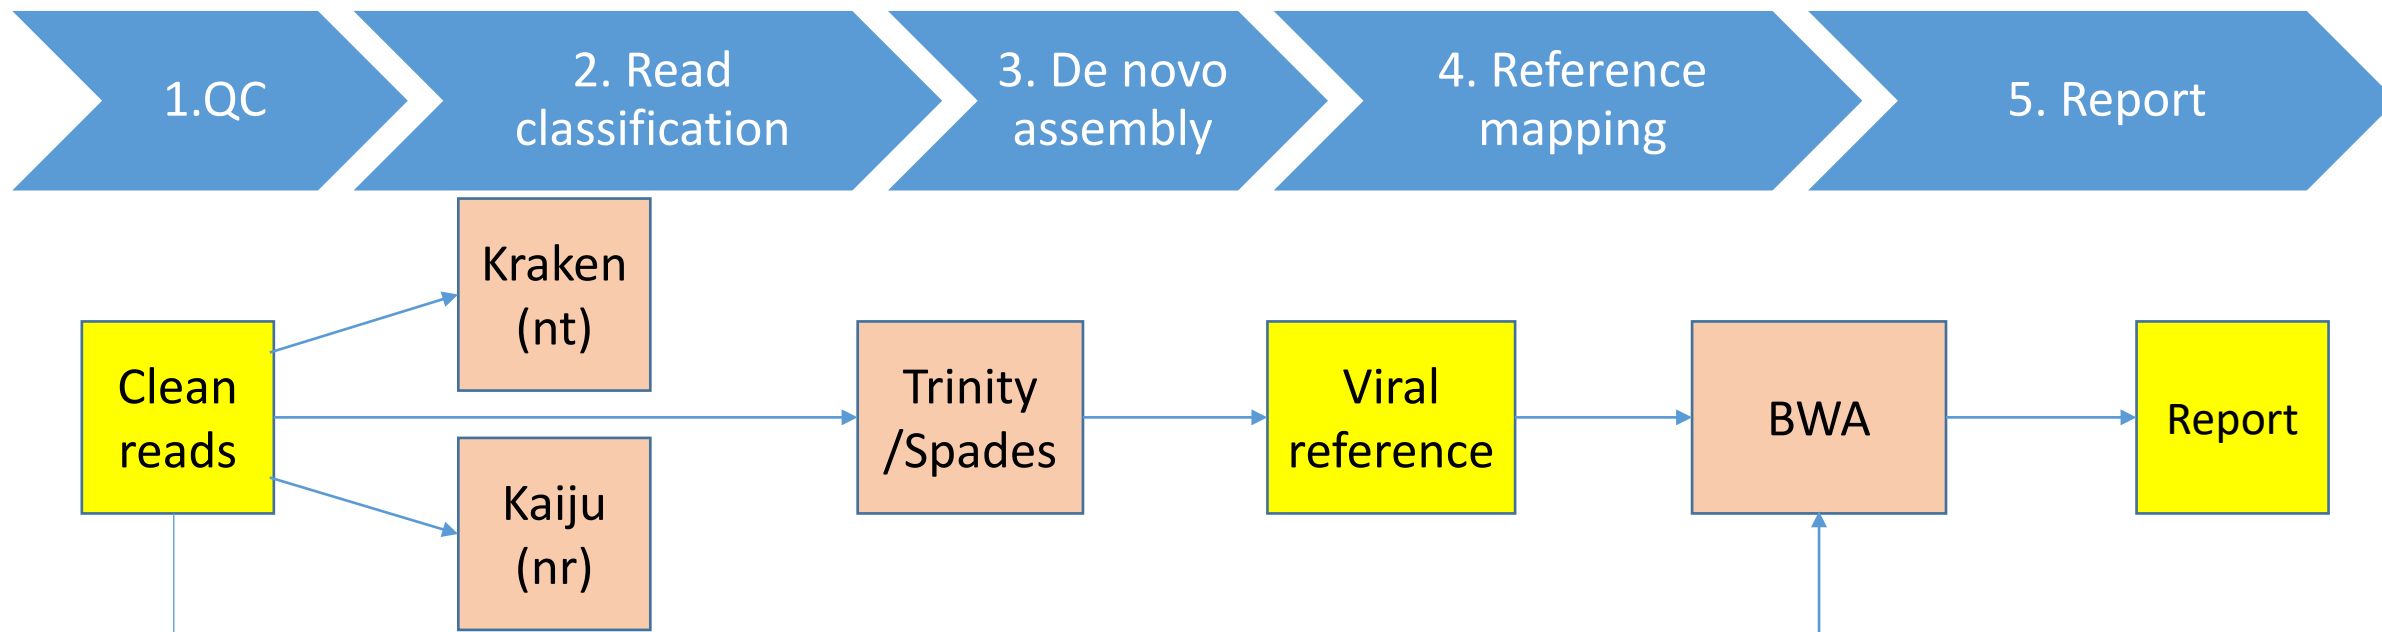 1.QC
2. Read
classification
3. De novo
assembly
4. Reference
mapping
5. Report
Kraken
(nt)
Clean
reads
Kaiju
(nr)
Trinity
/Spades
Viral
reference
BWA
Report